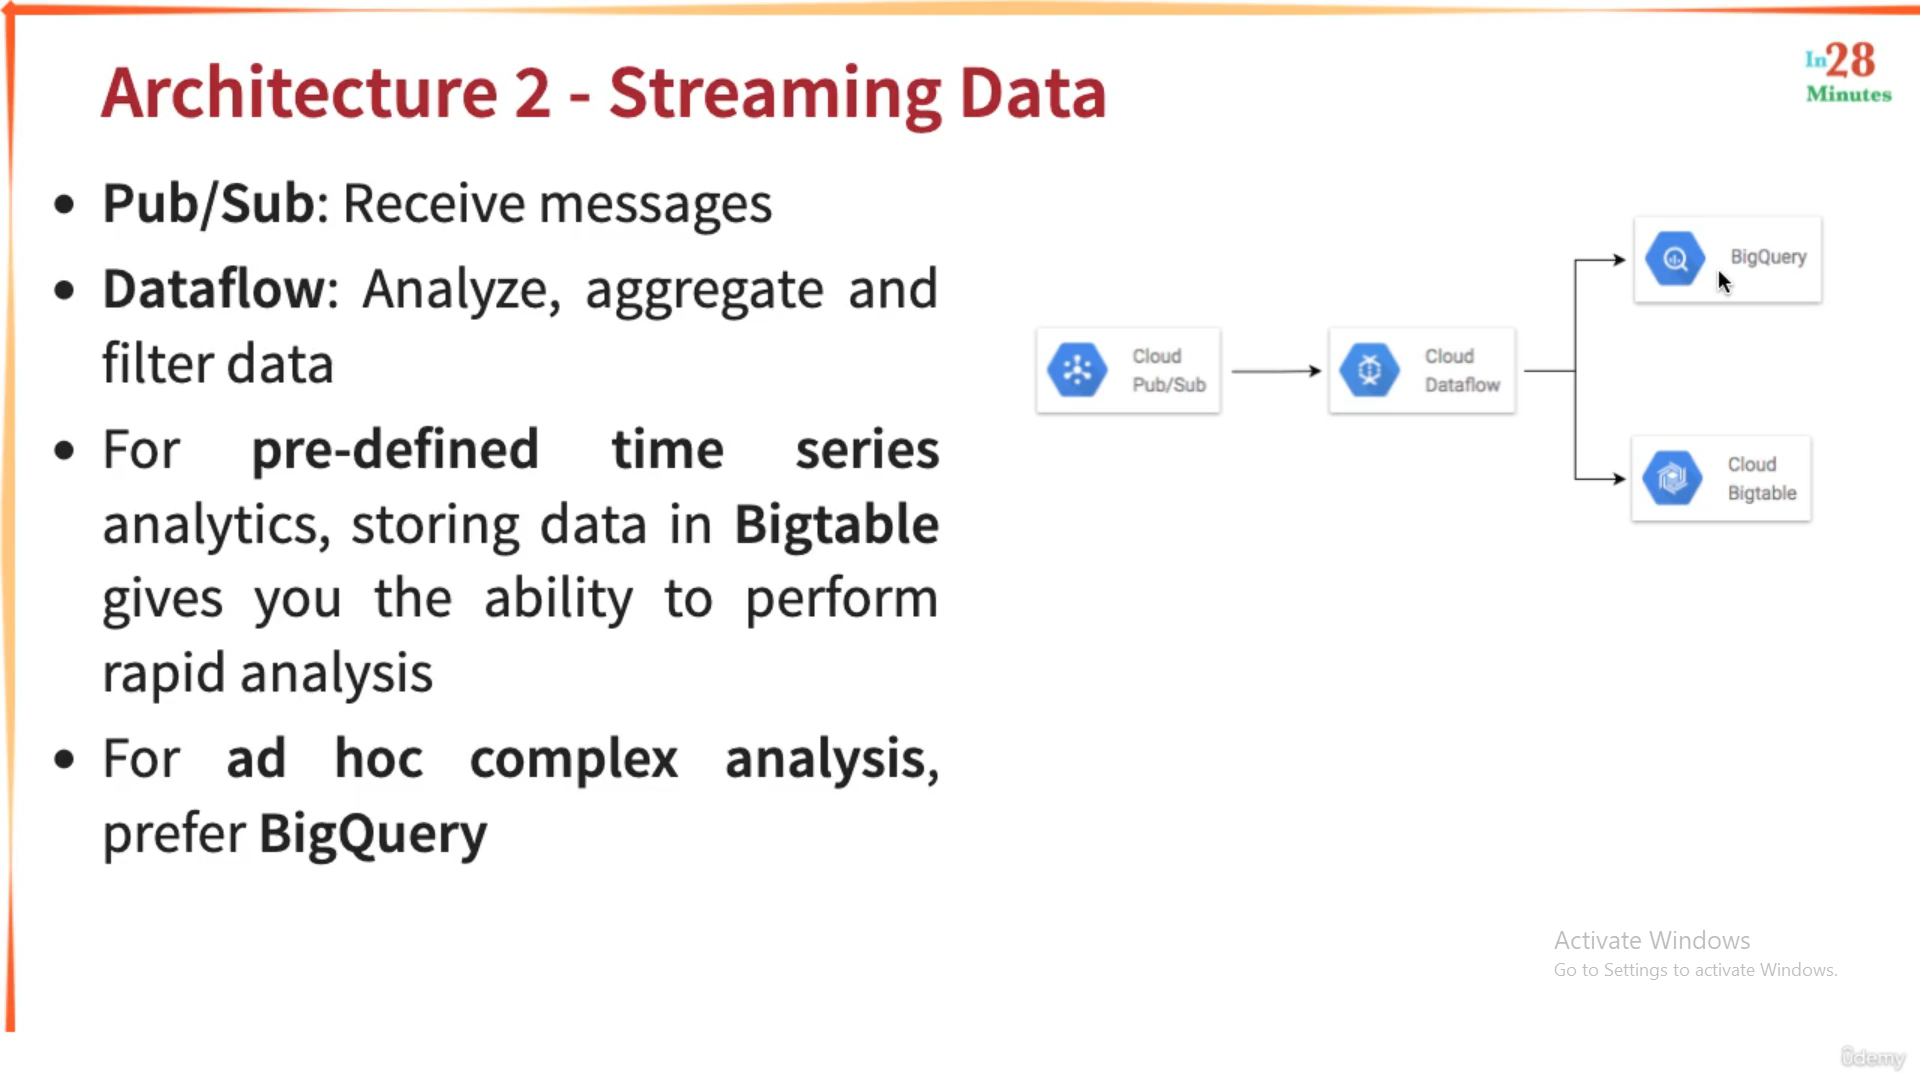 Architecture 2 - Streaming Data
In28
Minutes
• Pub/Sub: Receive messages
• Dataflow: Analyze, aggregate and
filter data
• For pre-defined time series
analytics, storing data in Bigtable
gives you the ability to perform
rapid analysis
• For ad hoc complex analysis,
prefer BigQuery
Cloud
Pub/Sub
Cloud
Dataflow
BigQuery
Cloud
Bigtable
Activate Windows
Go to Settings to activate Windows.
ûdemy